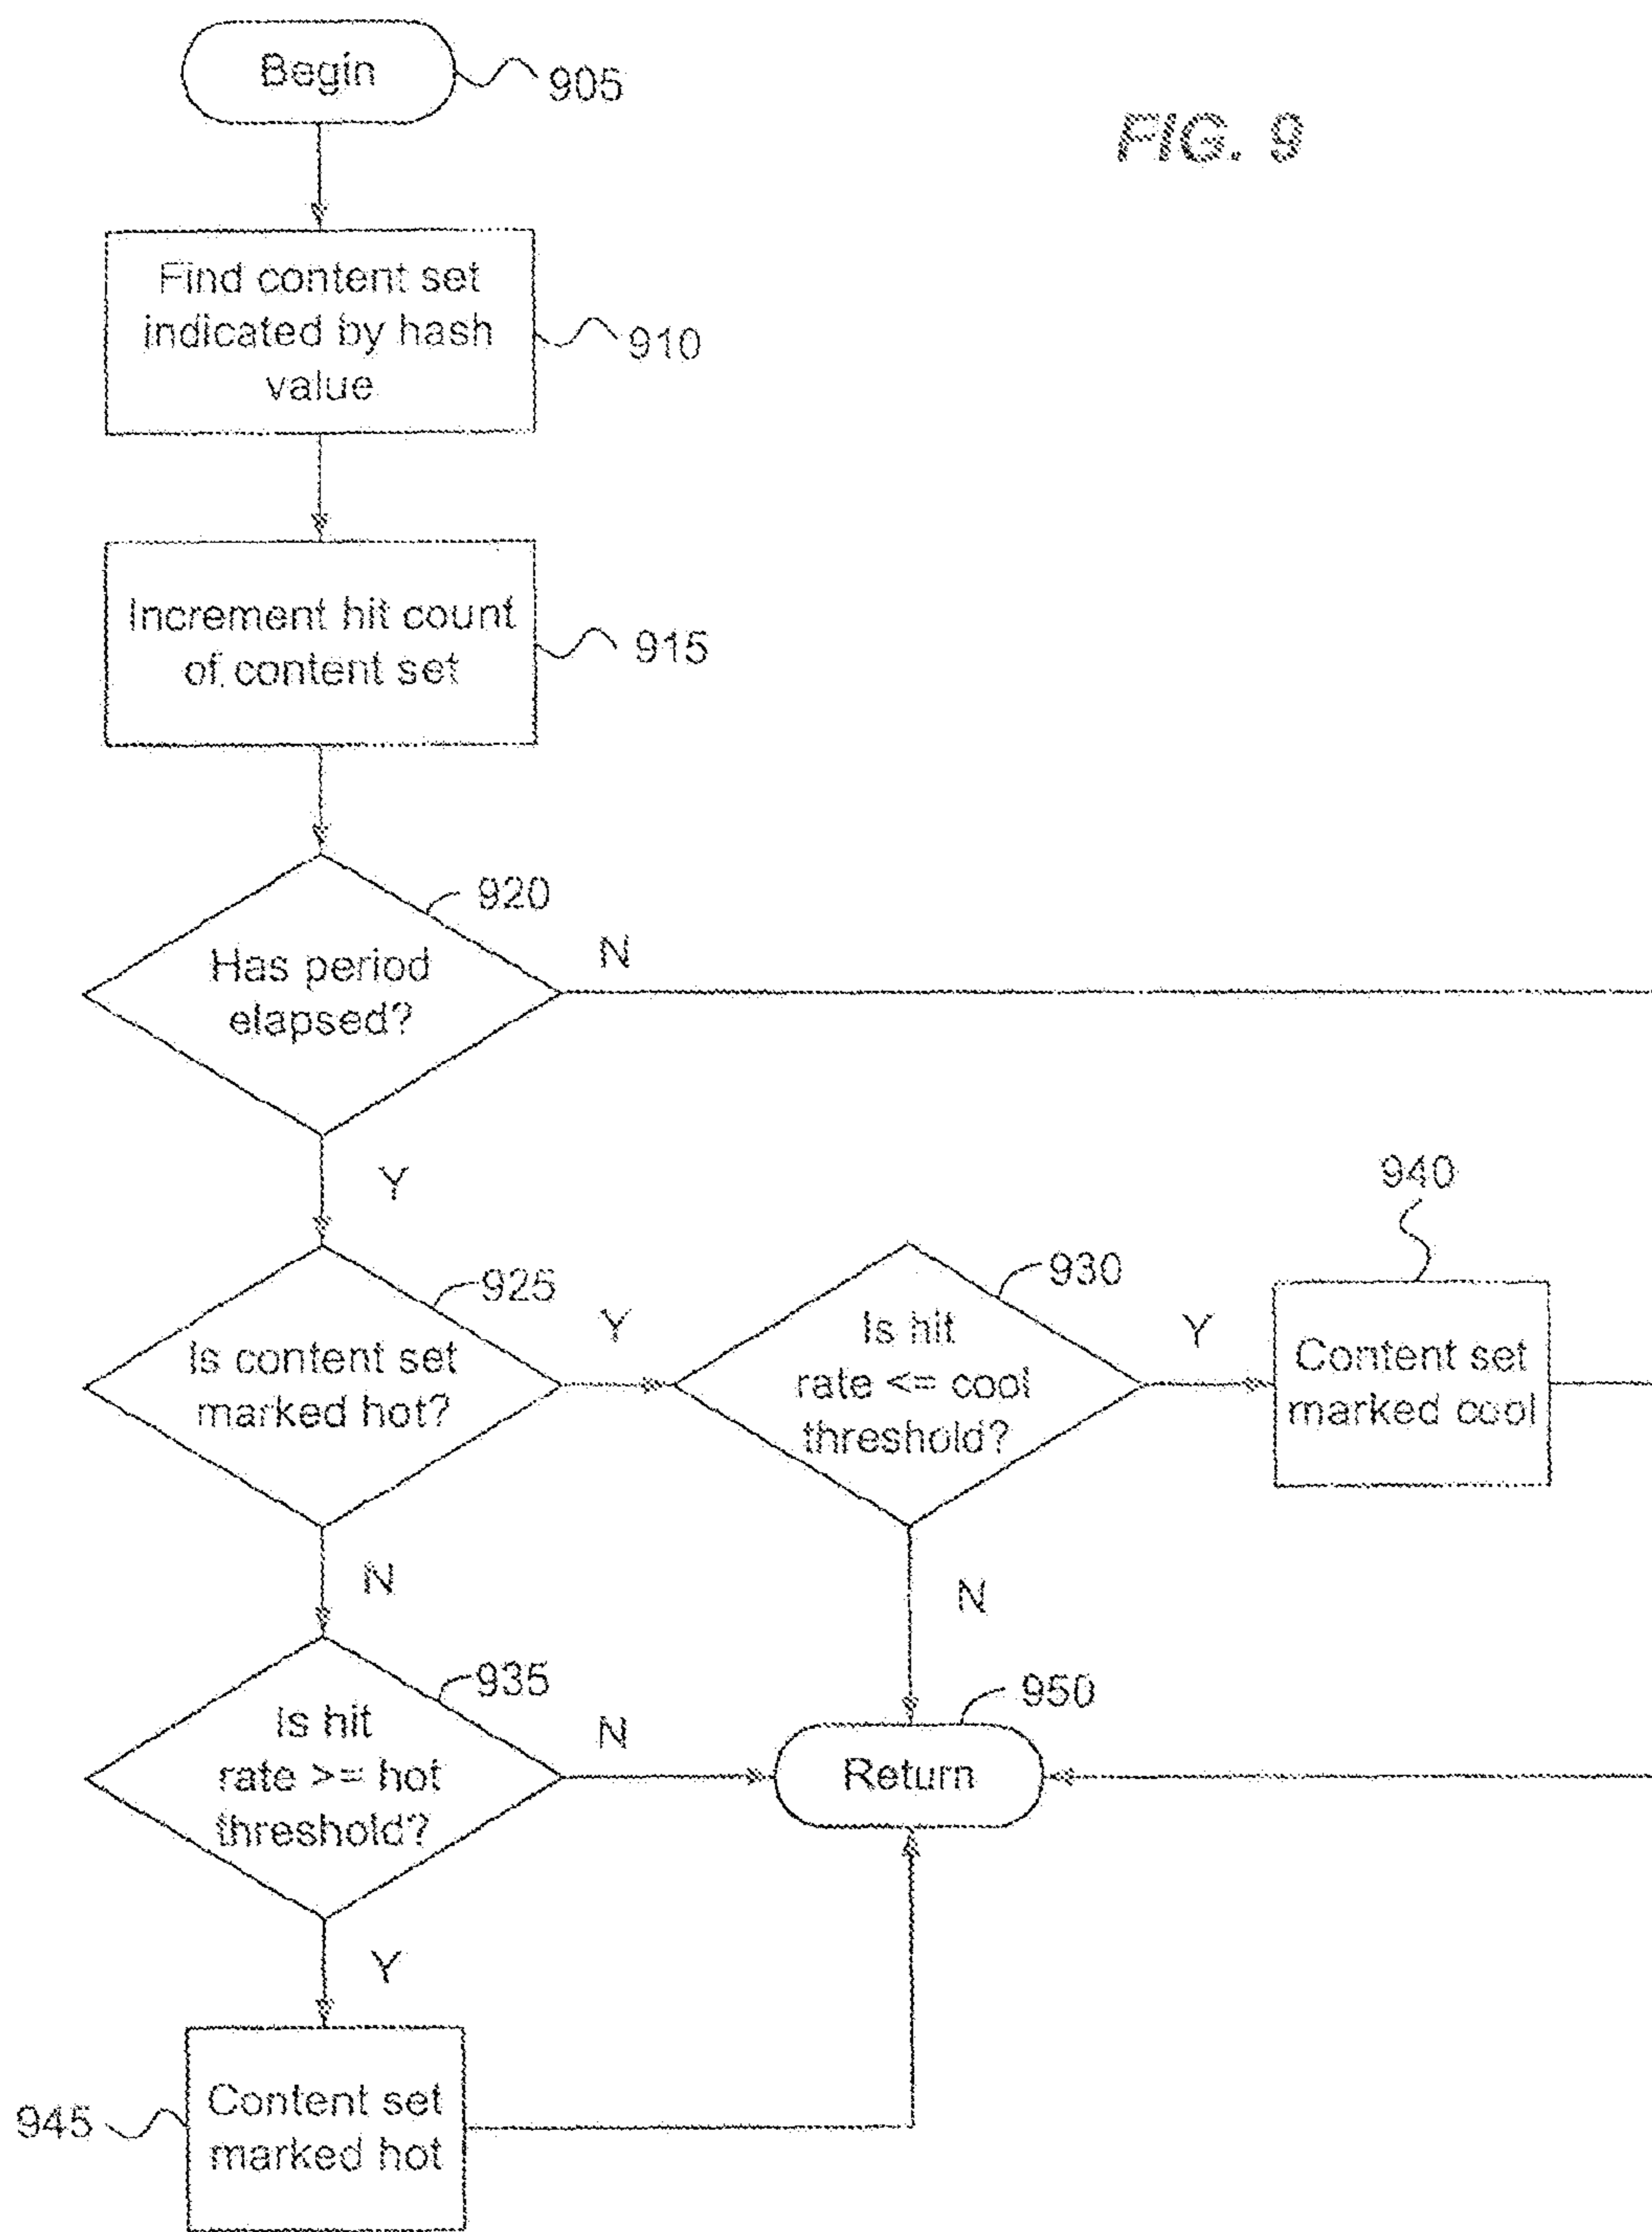 Begin
905
FIG. 9
Find content set
indicated by hash
value
910
Increment hit count
of content set
915
920
Has period
elapsed?
N
Y
940
925
930
Is content set
marked hot?
Y
Is hit
rate <= cool
threshold?
Y
Content set
marked cool
N
N
935
950
Is hit
rate >= hot
threshold?
N
Return
Y
945
Content set
marked hot